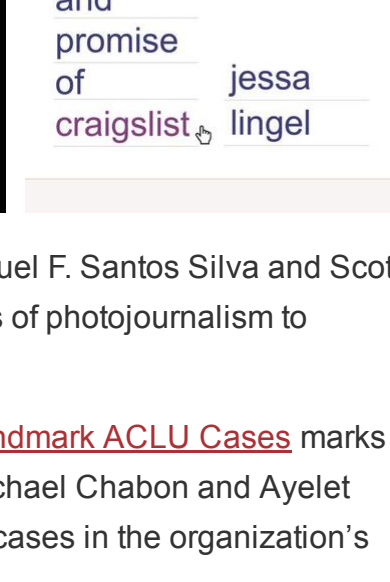 and
promise
of
craigslist
jessa
lingel
uel F. Santos Silva and Scot
s of photojournalism to
ndmark ACLU Cases marks
chael Chabon and Ayelet
cases in the organization's